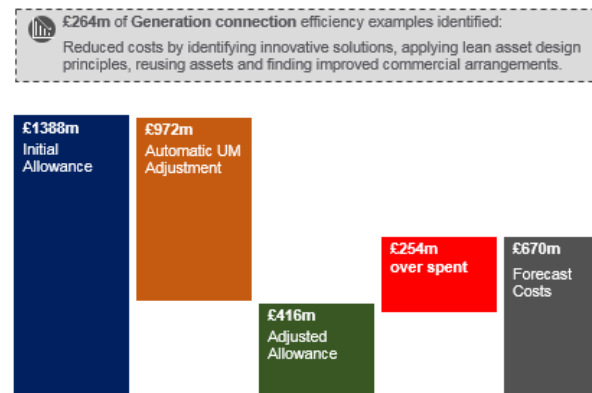 £264m of Generation connection efficiency examples identified:
Reduced costs by identifying innovative solutions, applying lean asset design
principles, reusing assets and finding improved commercial arrangements.
£1388m
Initial
Allowance
£972m
Automatic UM
Adjustment
£416m
Adjusted
Allowance
£254m
over spent
£670m
Forecast
Costs